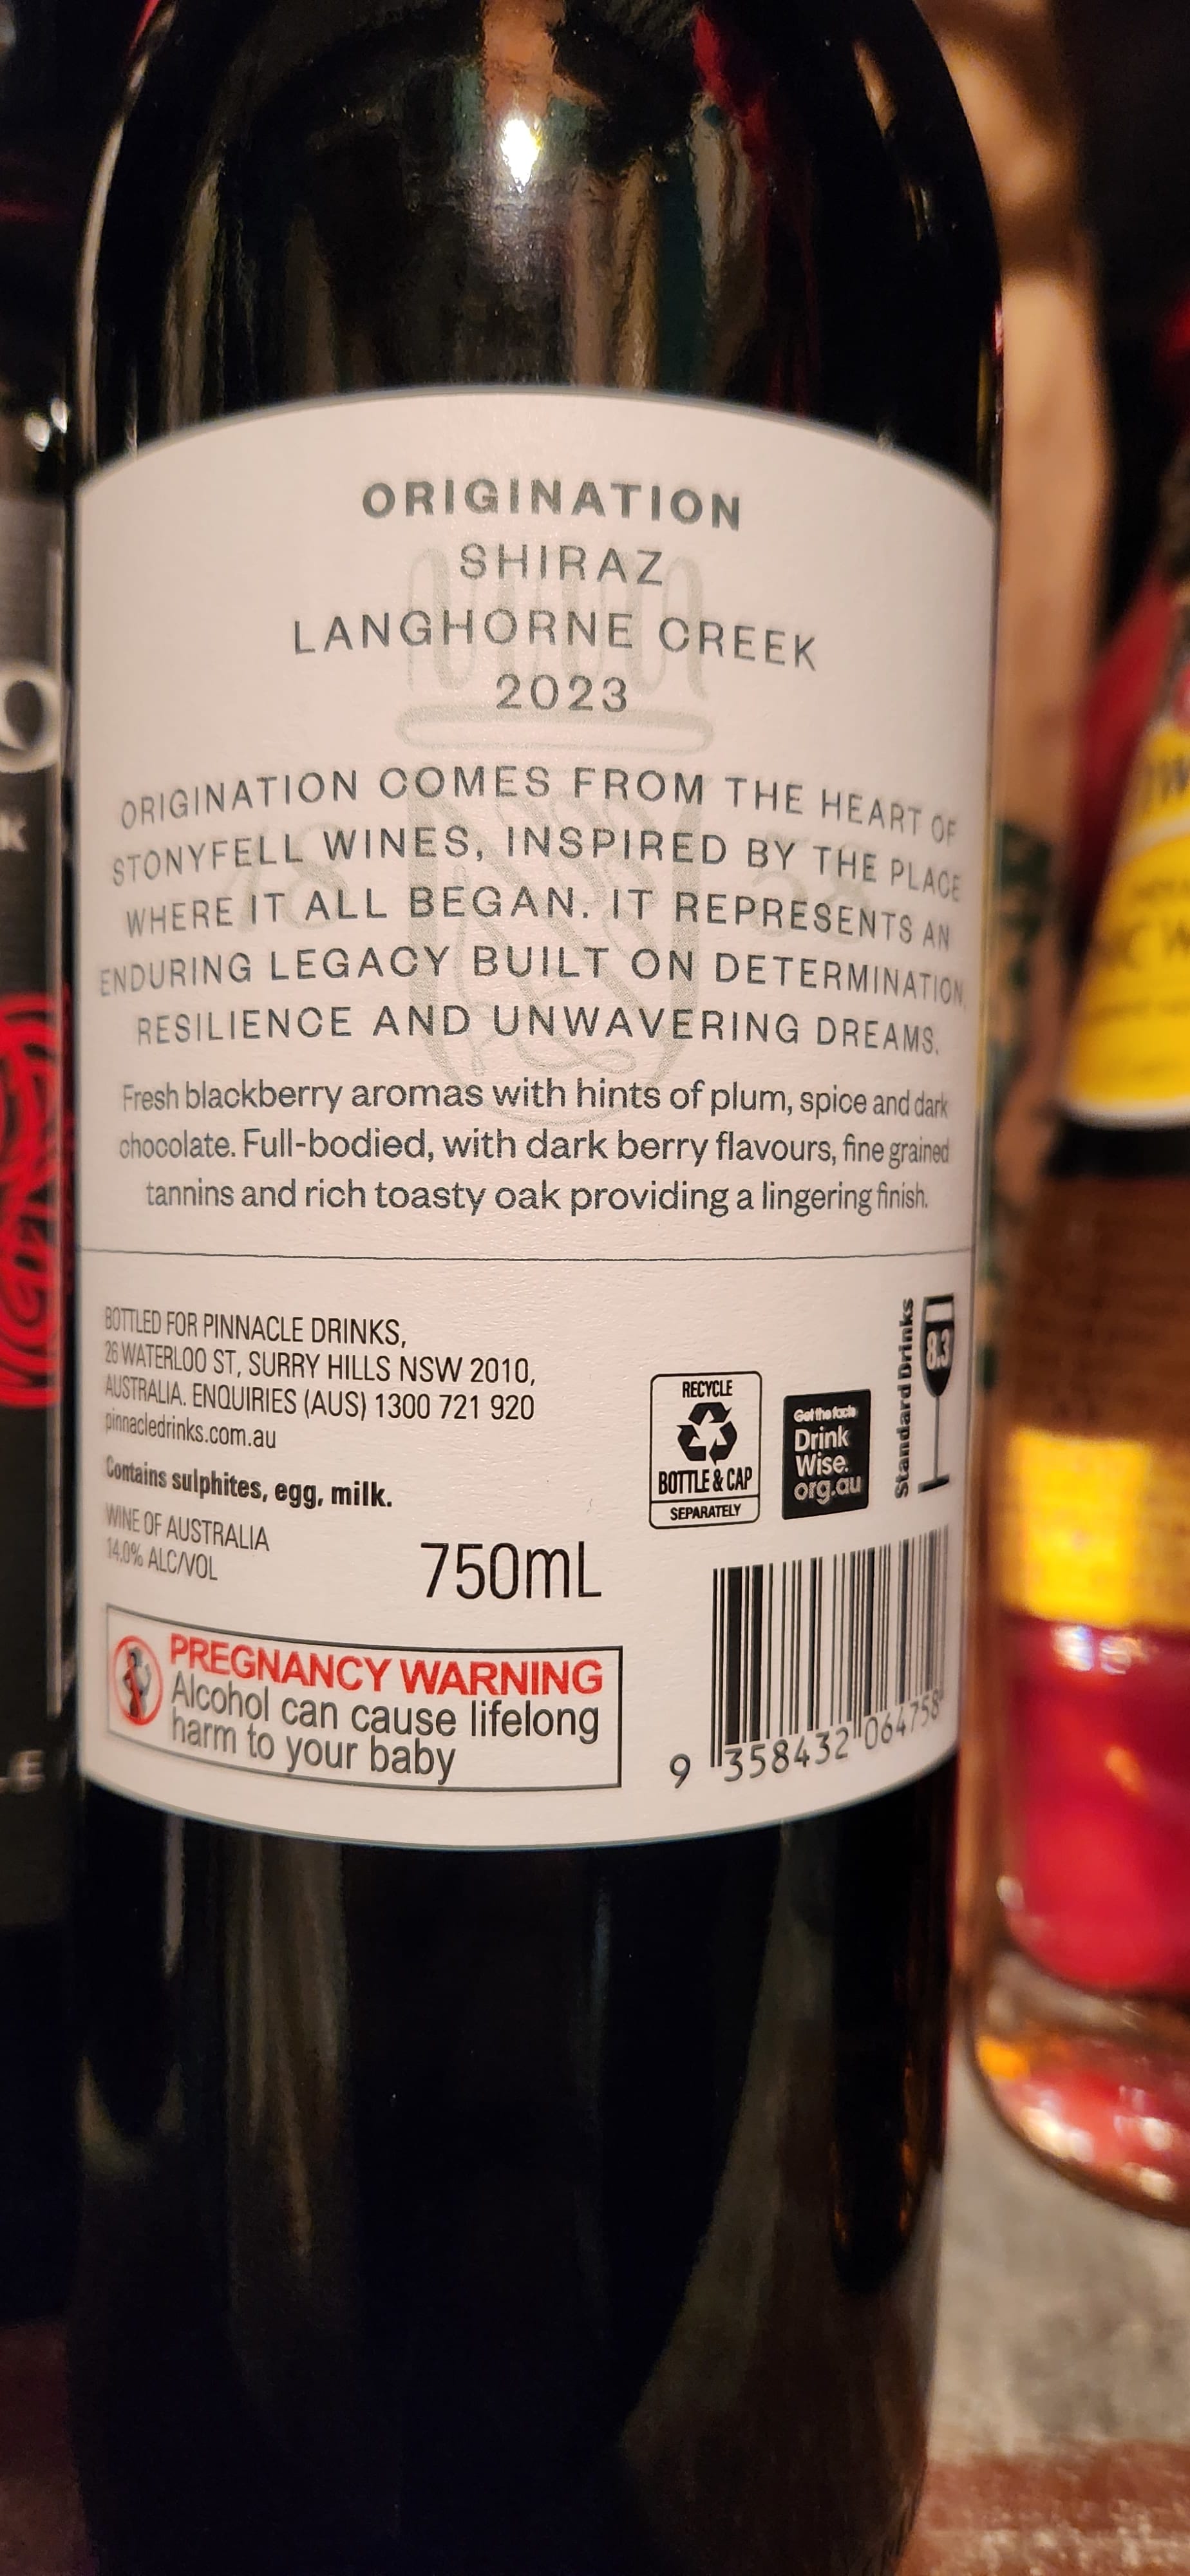 ORIGINATION
SHIRAZ
LANGHORNE CREEK
2023
ORIGINATION COMES FROM THE HEART OF
STONYFELL WINES, INSPIRED BY THE PLACE
WHERE IT ALL BEGAN. IT REPRESENTS AN
ENDURING LEGACY BUILT ON DETERMINATION,
RESILIENCE AND UNWAVERING DREAMS.
Fresh blackberry aromas with hints of plum, spice and dark
chocolate. Full-bodied, with dark berry flavours, fine grained
tannins and rich toasty oak providing a lingering finish.
BOTTLED FOR PINNACLE DRINKS,
26 WATERLOO ST, SURRY HILLS NSW 2010,
AUSTRALIA. ENQUIRIES (AUS) 1300 721 920
pinnacledrinks.com.au
Contains sulphites, egg, milk.
WINE OF AUSTRALIA
14.0% ALC/VOL
750mL
RECYCLE
BOTTLE & CAP
SEPARATELY
Get the facts
Drink
Wise.
org.au
Standard Drinks
8.3
PREGNANCY WARNING
Alcohol can cause lifelong
harm to your baby
9 358432 064758